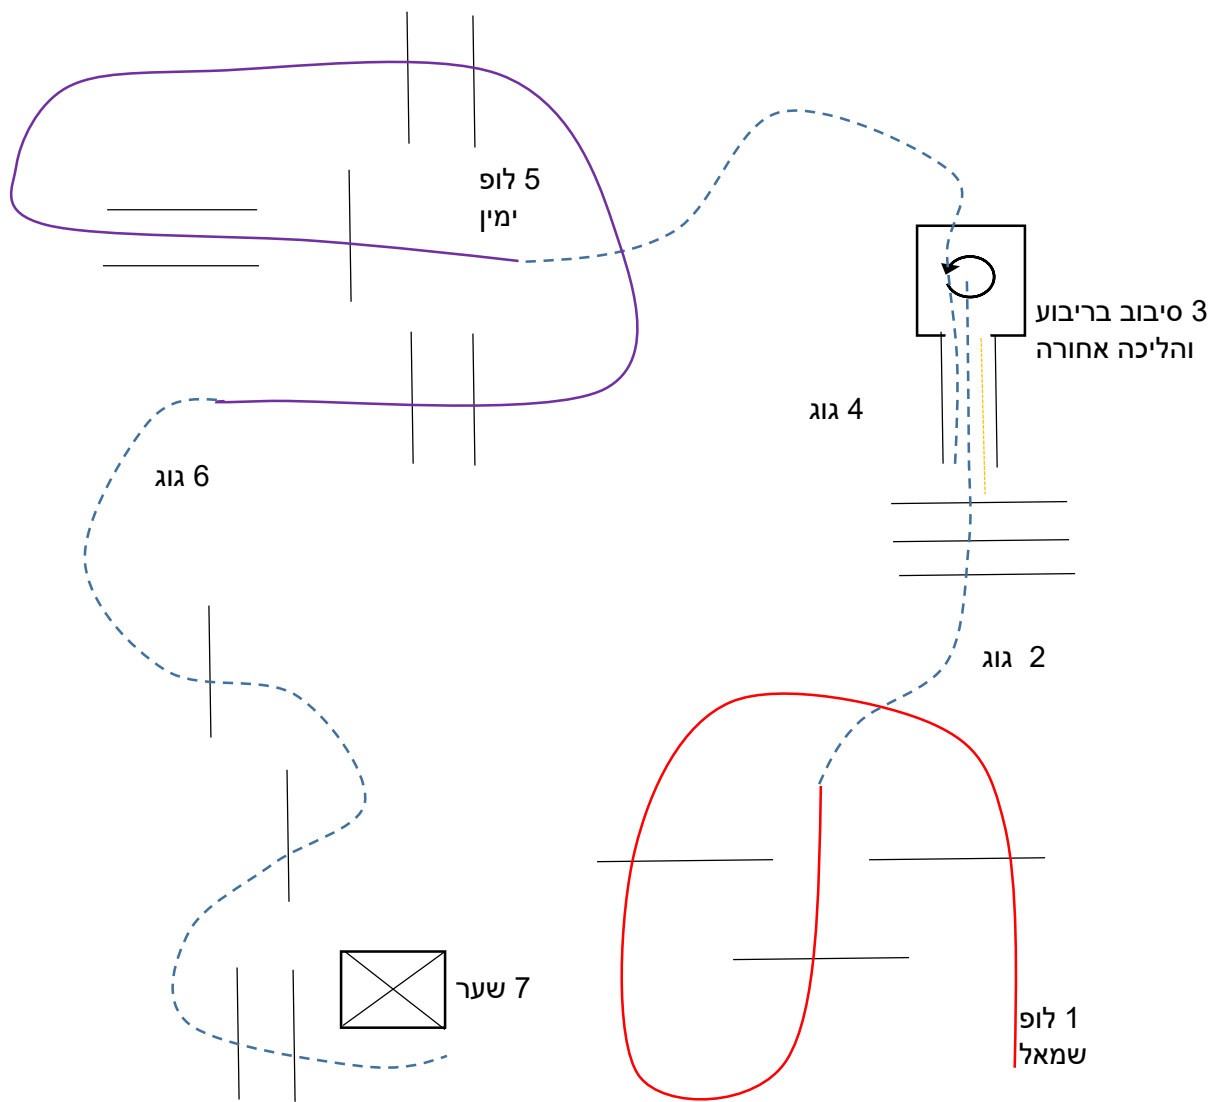 1 לופ
שמאל
2 גוג
3 סיבוב בריבוע
והליכה אחורה
4 גוג
5 לופ
ימין
6 גוג
7 שער